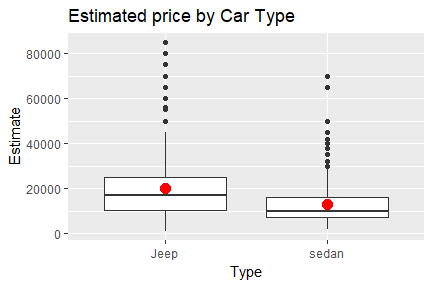 Estimated price by Car Type
Estimate
80000
60000
40000
20000
0
Jeep
sedan
Type